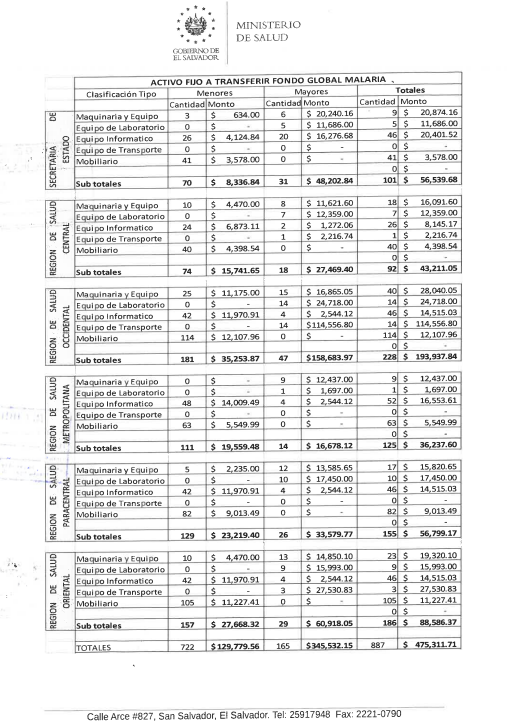 MINISTERIO
DE SALUD
GOBIERNO DE
EL SALVADOR
ACTIVO FIJO A TRANSFERIR FONDO GLOBAL MALARIA .
Clasificación Tipo Menores Mayores Totales
Cantidad Monto Cantidad Monto Cantidad Monto
SECRETARIA DE ESTADO
Maquinaria y Equipo 3 $ 634.00 6 $ 20,240.16 9 $ 20,874.16
Equipo de Laboratorio 0 $ - 5 $ 11,686.00 5 $ 11,686.00
Equipo Informatico 26 $ 4,124.84 20 $ 16,276.68 46 $ 20,401.52
Equipo de Transporte 0 $ - 0 $ - 0 $ -
Mobiliario 41 $ 3,578.00 0 $ - 41 $ 3,578.00
0 $ -
Sub totales 70 $ 8,336.84 31 $ 48,202.84 101 $ 56,539.68
REGION DE SALUD CENTRAL
Maquinaria y Equipo 10 $ 4,470.00 8 $ 11,621.60 18 $ 16,091.60
Equipo de Laboratorio 0 $ - 7 $ 12,359.00 7 $ 12,359.00
Equipo Informatico 24 $ 6,873.11 2 $ 1,272.06 26 $ 8,145.17
Equipo de Transporte 0 $ - 1 $ 2,216.74 1 $ 2,216.74
Mobiliario 40 $ 4,398.54 0 $ - 40 $ 4,398.54
0 $ -
Sub totales 74 $ 15,741.65 18 $ 27,469.40 92 $ 43,211.05
REGION DE SALUD OCCIDENTAL
Maquinaria y Equipo 25 $ 11,175.00 15 $ 16,865.05 40 $ 28,040.05
Equipo de Laboratorio 0 $ - 14 $ 24,718.00 14 $ 24,718.00
Equipo Informatico 42 $ 11,970.91 4 $ 2,544.12 46 $ 14,515.03
Equipo de Transporte 0 $ - 14 $114,556.80 14 $ 114,556.80
Mobiliario 114 $ 12,107.96 0 $ - 114 $ 12,107.96
0 $ -
Sub totales 181 $ 35,253.87 47 $158,683.97 228 $ 193,937.84
REGION DE SALUD METROPOLITANA
Maquinaria y Equipo 0 $ - 9 $ 12,437.00 9 $ 12,437.00
Equipo de Laboratorio 0 $ - 1 $ 1,697.00 1 $ 1,697.00
Equipo Informatico 48 $ 14,009.49 4 $ 2,544.12 52 $ 16,553.61
Equipo de Transporte 0 $ - 0 $ - 0 $ -
Mobiliario 63 $ 5,549.99 0 $ - 63 $ 5,549.99
0 $ -
Sub totales 111 $ 19,559.48 14 $ 16,678.12 125 $ 36,237.60
REGION DE SALUD PARACENTRAL
Maquinaria y Equipo 5 $ 2,235.00 12 $ 13,585.65 17 $ 15,820.65
Equipo de Laboratorio 0 $ - 10 $ 17,450.00 10 $ 17,450.00
Equipo Informatico 42 $ 11,970.91 4 $ 2,544.12 46 $ 14,515.03
Equipo de Transporte 0 $ - 0 $ - 0 $ -
Mobiliario 82 $ 9,013.49 0 $ - 82 $ 9,013.49
0 $ -
Sub totales 129 $ 23,219.40 26 $ 33,579.77 155 $ 56,799.17
REGION DE SALUD ORIENTAL
Maquinaria y Equipo 10 $ 4,470.00 13 $ 14,850.10 23 $ 19,320.10
Equipo de Laboratorio 0 $ - 9 $ 15,993.00 9 $ 15,993.00
Equipo Informatico 42 $ 11,970.91 4 $ 2,544.12 46 $ 14,515.03
Equipo de Transporte 0 $ - 3 $ 27,530.83 3 $ 27,530.83
Mobiliario 105 $ 11,227.41 0 $ - 105 $ 11,227.41
0 $ -
Sub totales 157 $ 27,668.32 29 $ 60,918.05 186 $ 88,586.37
TOTALES 722 $129,779.56 165 $345,532.15 887 $ 475,311.71
Calle Arce #827, San Salvador, El Salvador. Tel: 25917948 Fax: 2221-0790